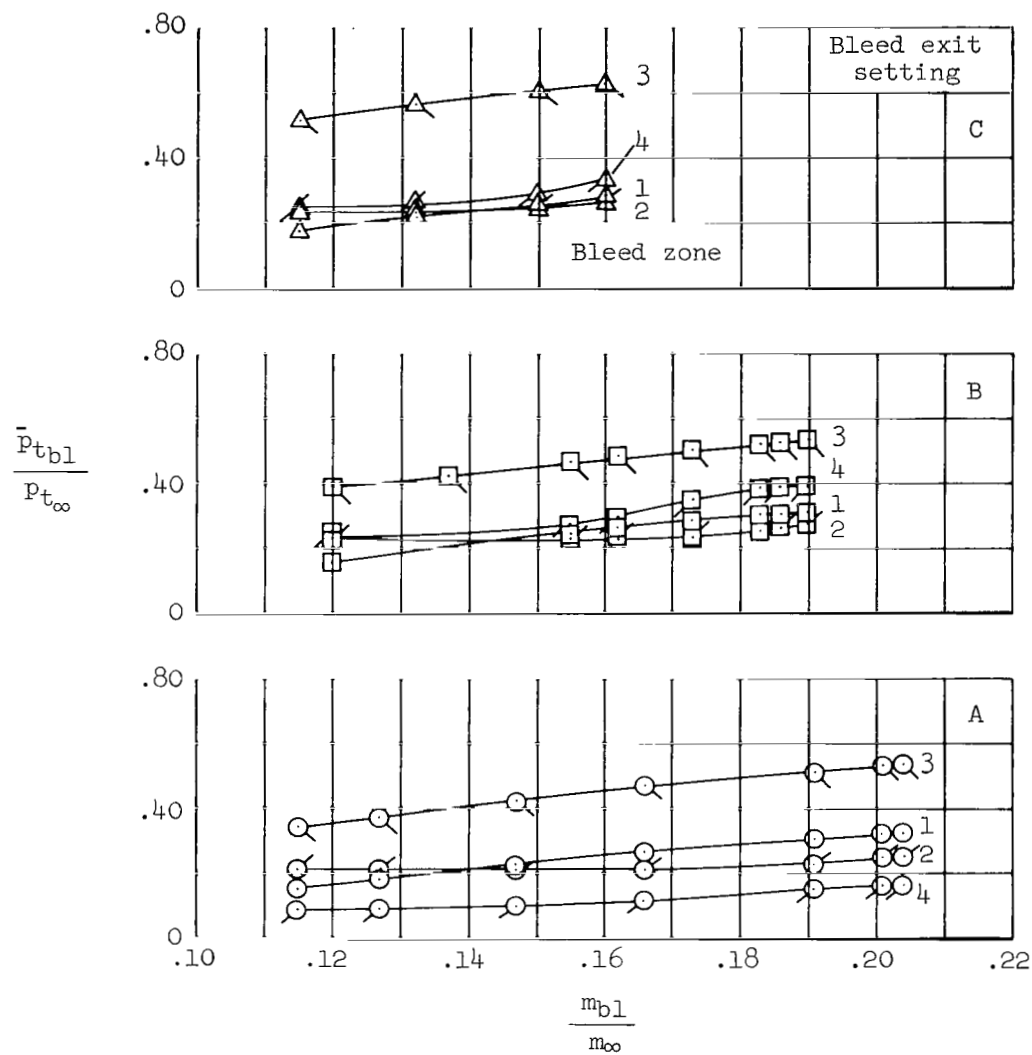 .80
Bleed exit
setting
3
C
4
.40
1
2
Bleed zone
0
.80
B
3
4
.40
1
2
0
p̄tbl
pt∞
.80
A
3
.40
1
2
4
0
.10 .12 .14 .16 .18 .20 .22
mbl
m∞